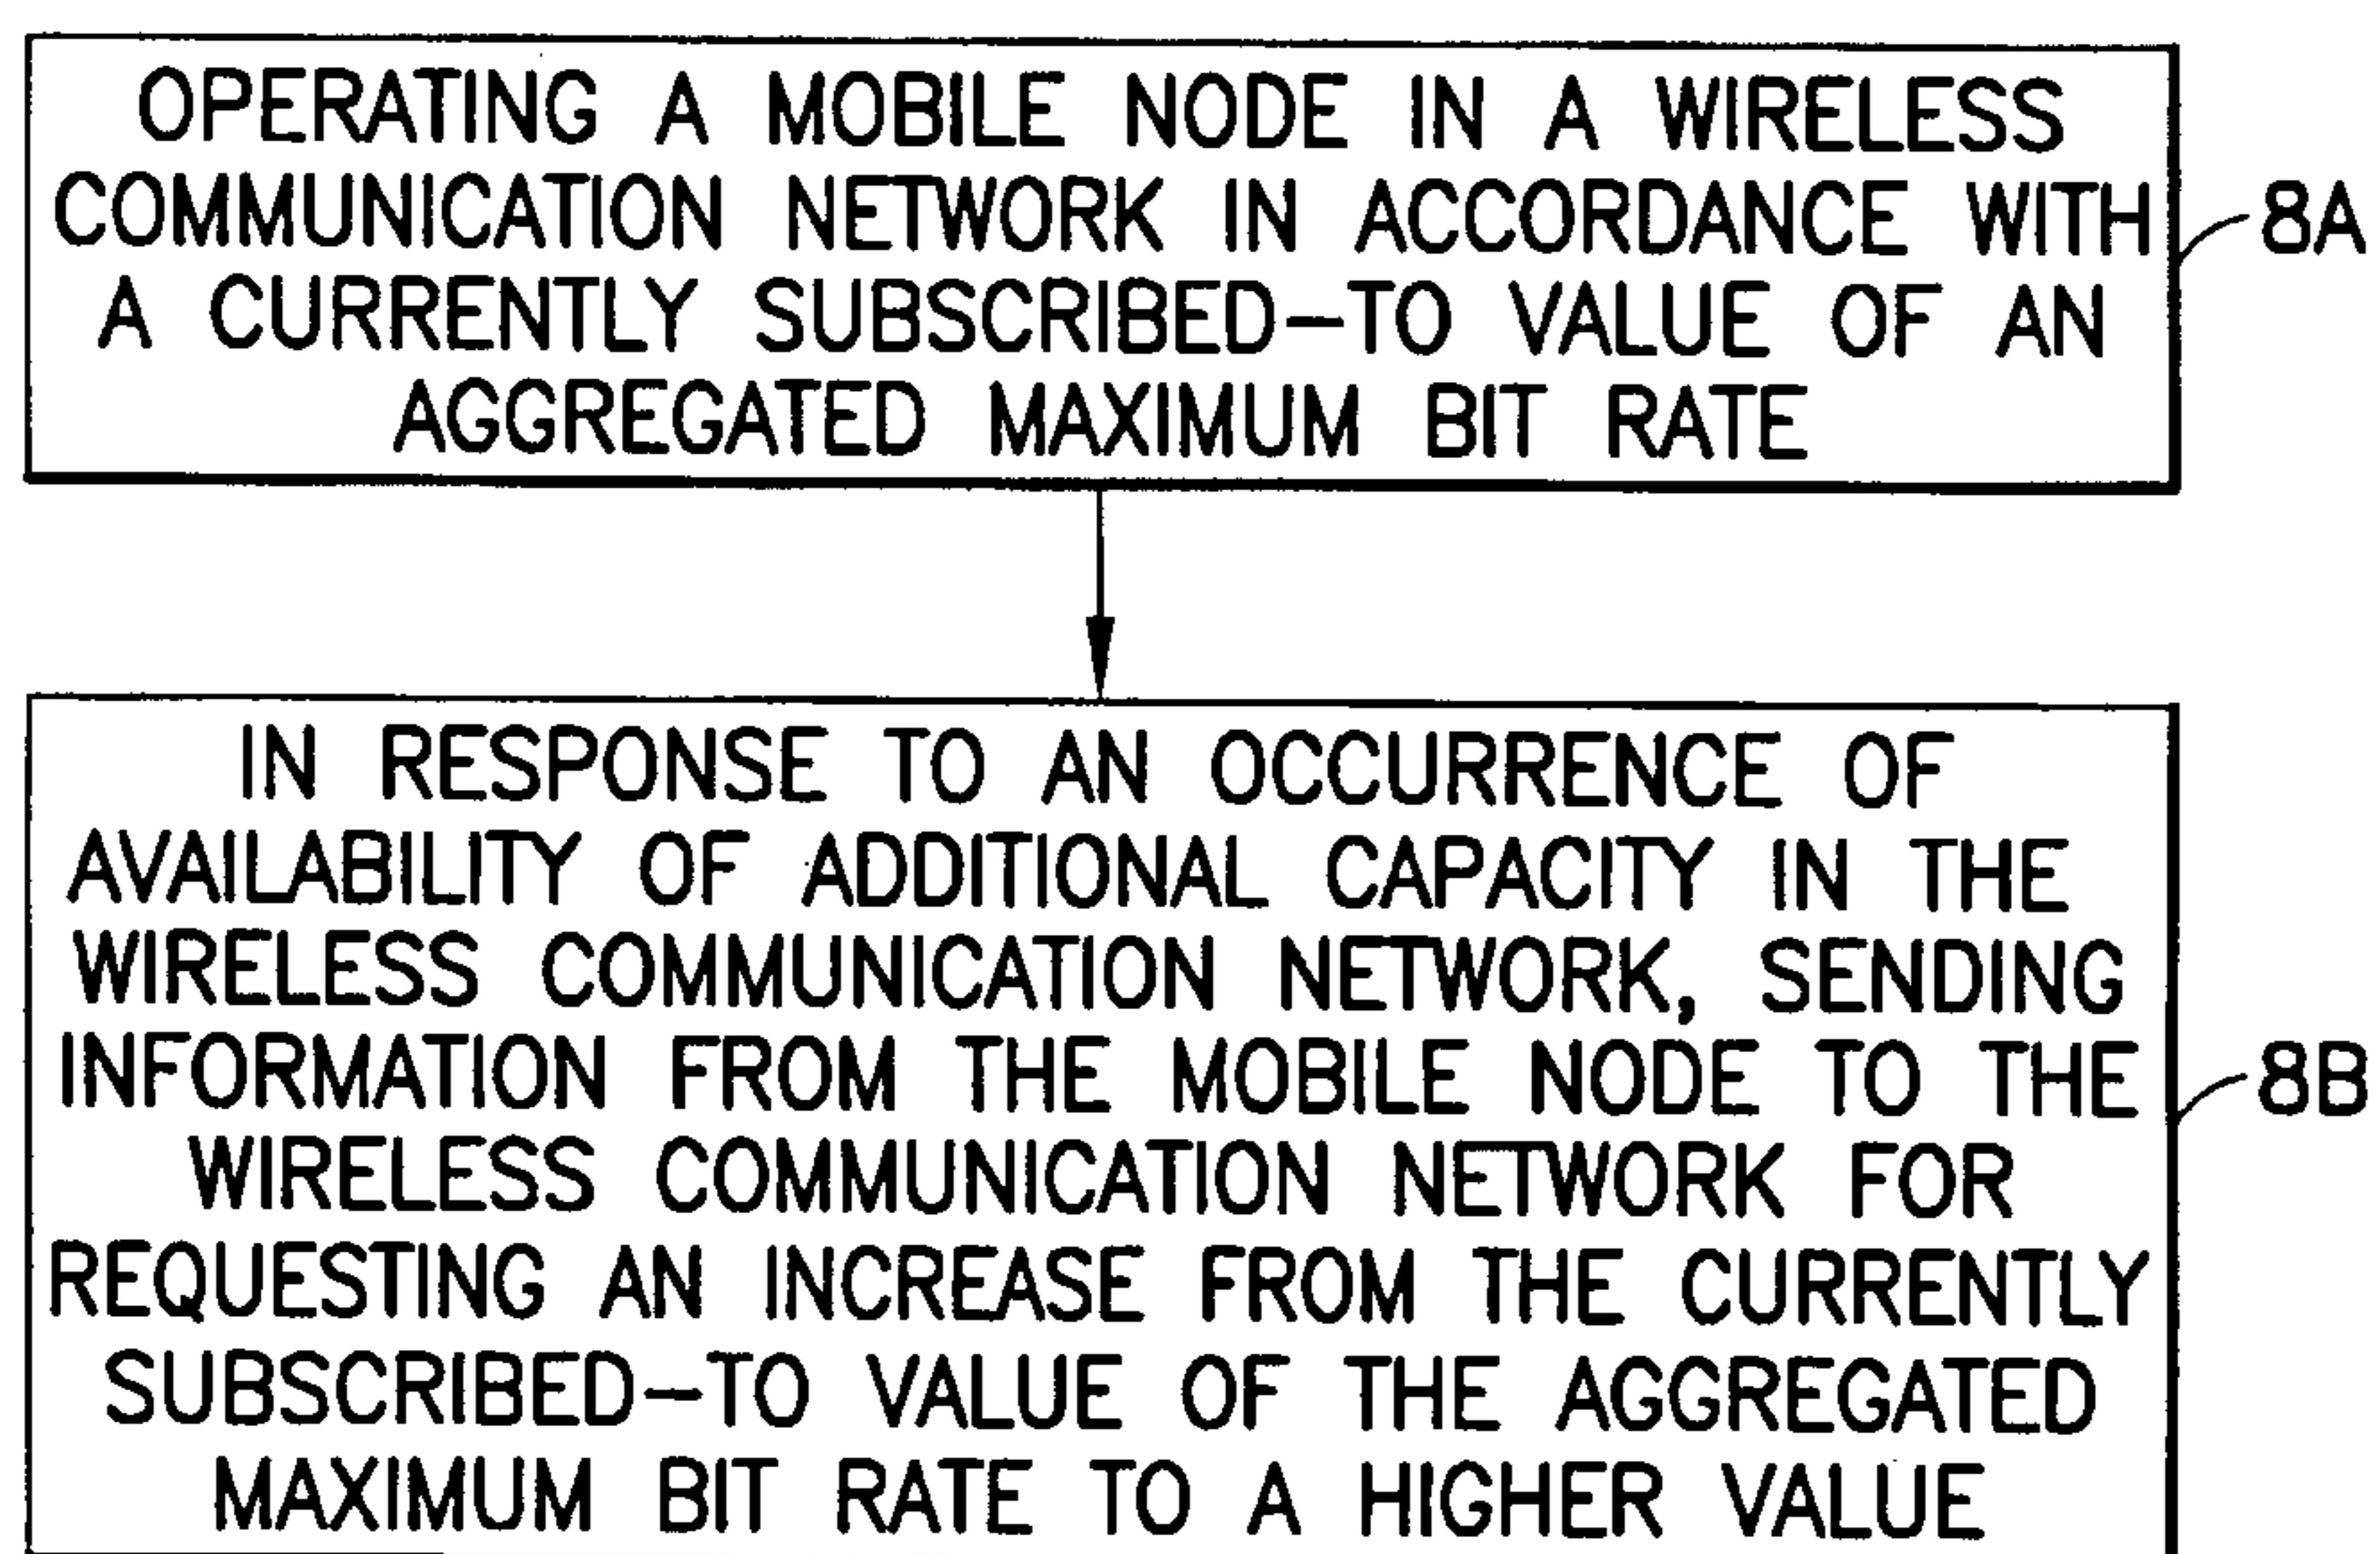 OPERATING A MOBILE NODE IN A WIRELESS
COMMUNICATION NETWORK IN ACCORDANCE WITH
A CURRENTLY SUBSCRIBED–TO VALUE OF AN
AGGREGATED MAXIMUM BIT RATE
8A
IN RESPONSE TO AN OCCURRENCE OF
AVAILABILITY OF ADDITIONAL CAPACITY IN THE
WIRELESS COMMUNICATION NETWORK, SENDING
INFORMATION FROM THE MOBILE NODE TO THE
WIRELESS COMMUNICATION NETWORK FOR
REQUESTING AN INCREASE FROM THE CURRENTLY
SUBSCRIBED–TO VALUE OF THE AGGREGATED
MAXIMUM BIT RATE TO A HIGHER VALUE
8B